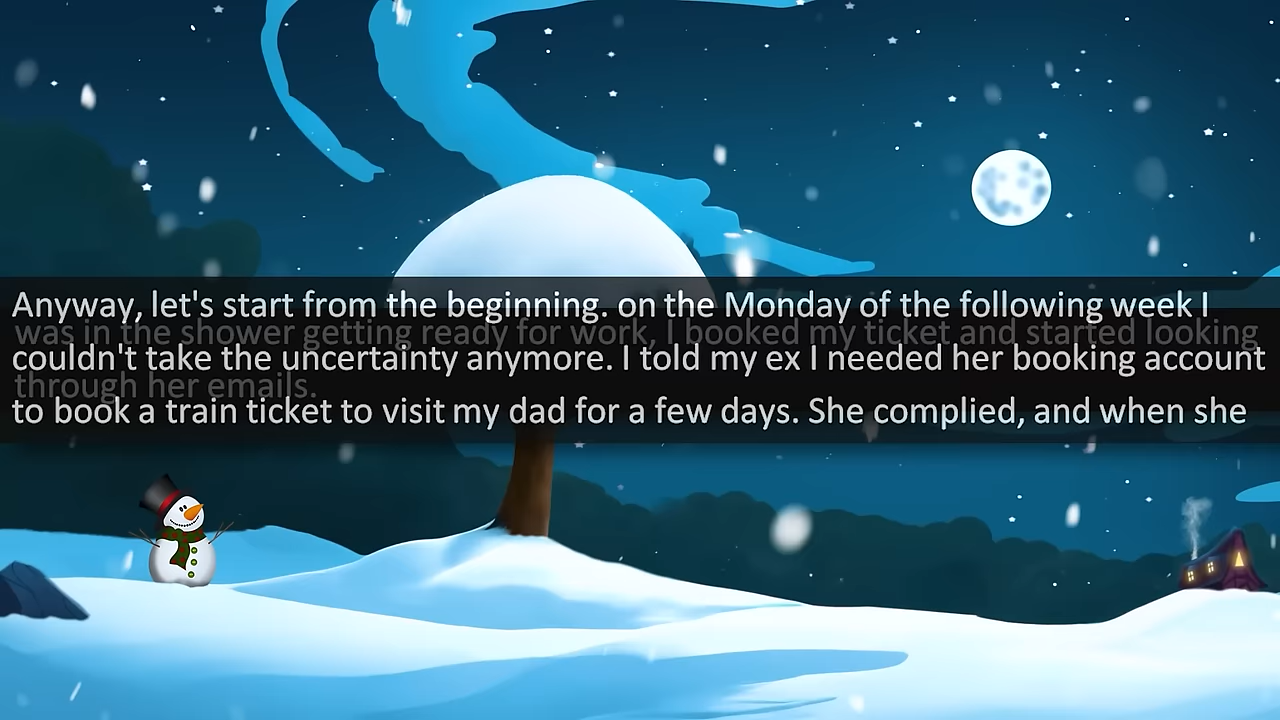 Anyway, let's start from the beginning. on the Monday of the following week I
was in the shower getting ready for work, I booked my ticket and started looking
couldn't take the uncertainty anymore. I told my ex I needed her booking account
through her emails.
to book a train ticket to visit my dad for a few days. She complied, and when she